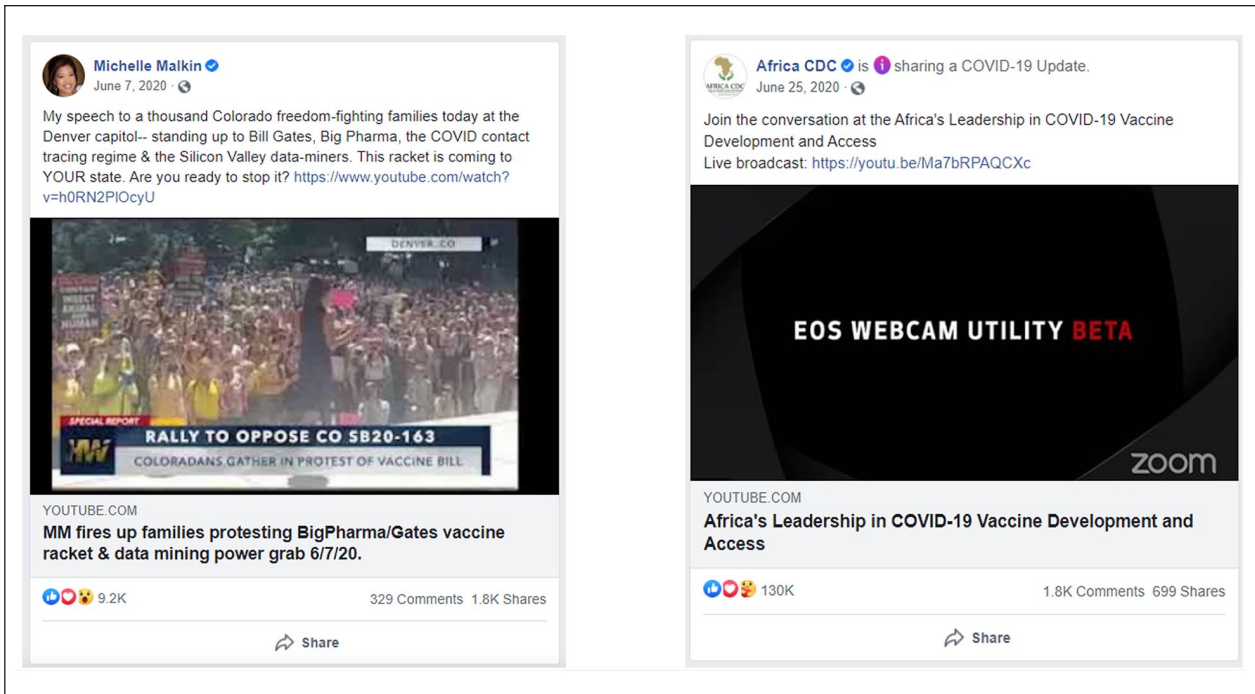 Michelle Malkin
June 7, 2020
My speech to a thousand Colorado freedom-fighting families today at the
Denver capitol-- standing up to Bill Gates, Big Pharma, the COVID contact
tracing regime & the Silicon Valley data-miners. This racket is coming to
YOUR state. Are you ready to stop it? https://www.youtube.com/watch?
v=h0RN2PlOcyU
DENVER, CO
INSECT
ANIMAL
HUMAN
SPECIAL REPORT
RALLY TO OPPOSE CO SB20-163
COLORADANS GATHER IN PROTEST OF VACCINE BILL
YOUTUBE.COM
MM fires up families protesting BigPharma/Gates vaccine
racket & data mining power grab 6/7/20.
9.2K
329 Comments 1.8K Shares
Share
AFRICA CDC
Africa CDC is sharing a COVID-19 Update.
June 25, 2020
Join the conversation at the Africa's Leadership in COVID-19 Vaccine
Development and Access
Live broadcast: https://youtu.be/Ma7bRPAQCXc
EOS WEBCAM UTILITY BETA
zoom
YOUTUBE.COM
Africa's Leadership in COVID-19 Vaccine Development and
Access
130K
1.8K Comments 699 Shares
Share